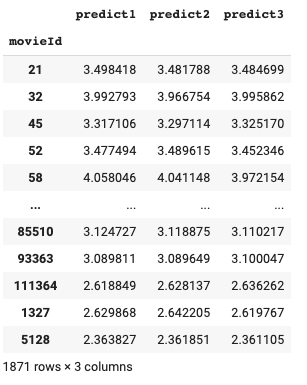 predict1 predict2 predict3
movieId
21 3.498418 3.481788 3.484699
32 3.992793 3.966754 3.995862
45 3.317106 3.297114 3.325170
52 3.477494 3.489615 3.452346
58 4.058046 4.041148 3.972154
... ... ... ...
85510 3.124727 3.118875 3.110217
93363 3.089811 3.089649 3.100047
111364 2.618849 2.628137 2.636262
1327 2.629868 2.642205 2.619767
5128 2.363827 2.361851 2.361105
1871 rows × 3 columns